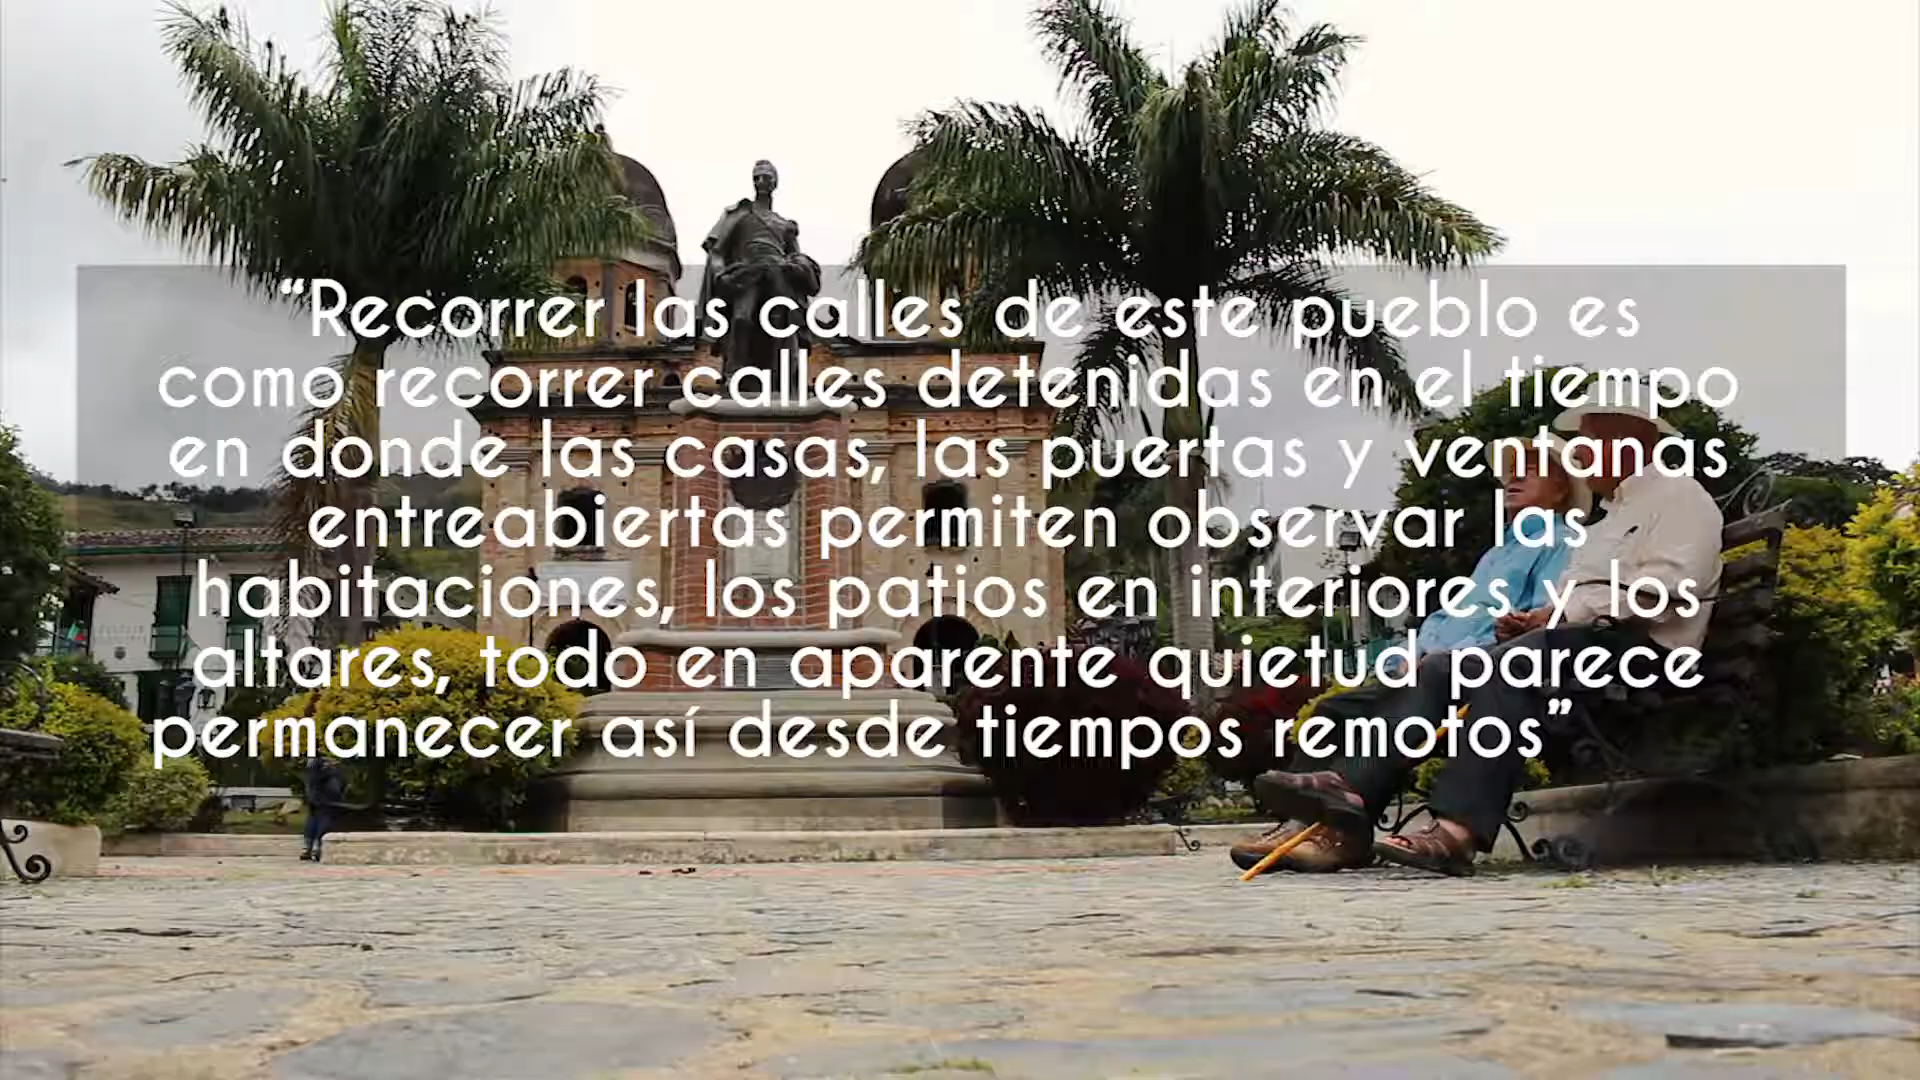 “Recorrer las calles de este pueblo es
como recorrer calles detenidas en el tiempo
en donde las casas, las puertas y ventanas
entreabiertas permiten observar las
habitaciones, los patios en interiores y los
altares, todo en aparente quietud parece
permanecer así desde tiempos remotos”